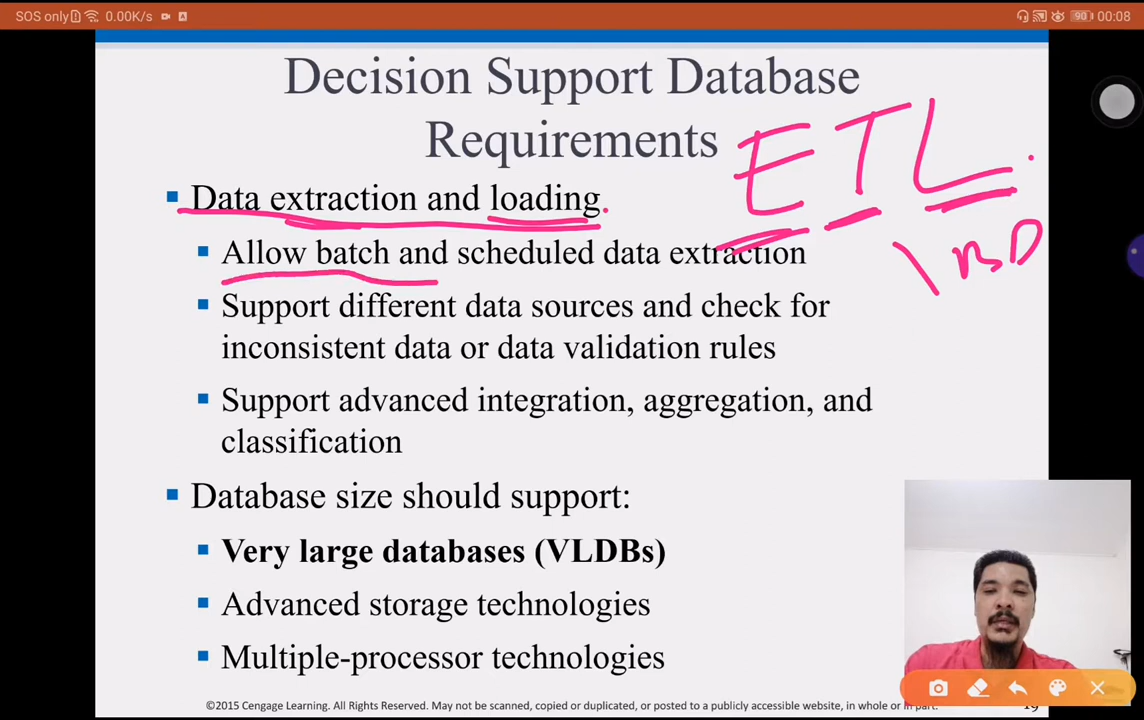 SOS only 0.00K/s 90 00:08
Decision Support Database
Requirements
ETL
Data extraction and loading.
Allow batch and scheduled data extraction
Support different data sources and check for
inconsistent data or data validation rules
Support advanced integration, aggregation, and
classification
Database size should support:
Very large databases (VLDBs)
Advanced storage technologies
Multiple-processor technologies
©2015 Cengage Learning. All Rights Reserved. May not be scanned, copied or duplicated, or posted to a publicly accessible website, in whole or in part. 19